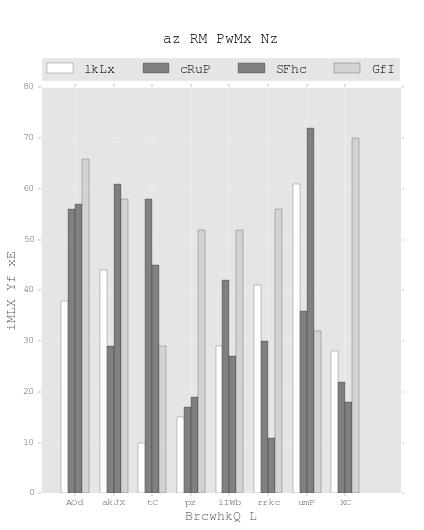 az RM PwMx Nz
lkLx cRuP SFhc GfI
80
70
60
50
40
30
20
10
0
iMLX Yf xE
AOd akJX tC pz iIWb rrkc umP XC
BrcwhkQ L